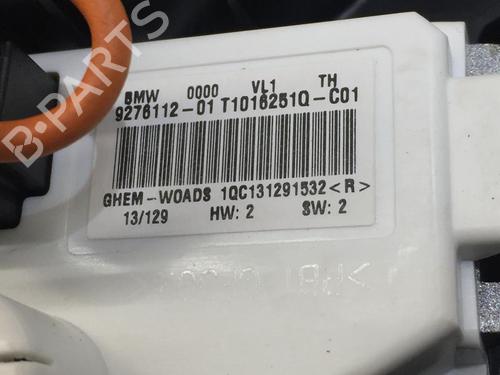 B-PARTS
BMW 0000 VL1 TH
9276112-01 T1016251Q-C01
GHEM-WOADS 1QC131291532<R>
13/129 HW: 2 SW: 2